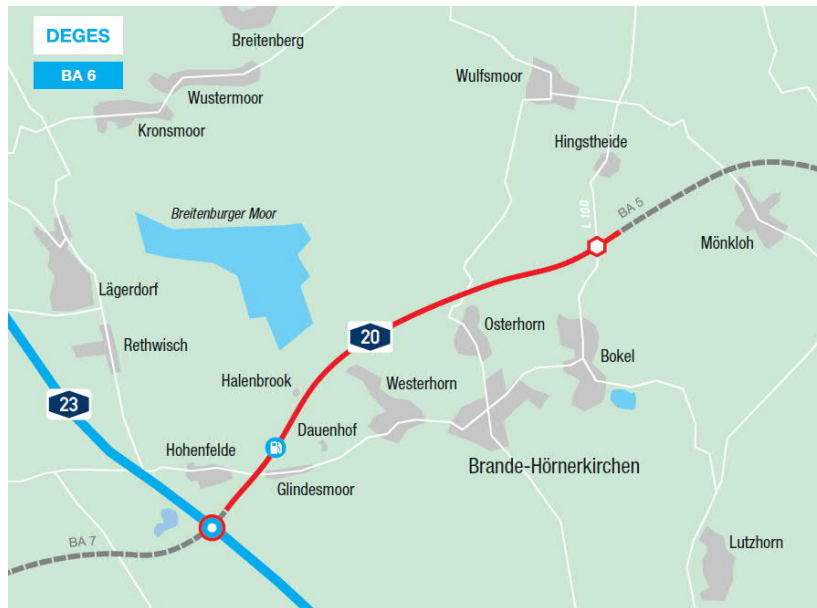 DEGES
BA 6
Breitenberg
Wustermoor
Kronsmoor
Wulfsmoor
Hingstheide
L 100
BA 5
Mönkloh
Breitenburger Moor
Lägerdorf
Rethwisch
20
Osterhorn
Bokel
Halenbrook
Westerhorn
23
Dauenhof
Hohenfelde
Glindesmoor
Brande-Hörnerkirchen
BA 7
Lutzhorn